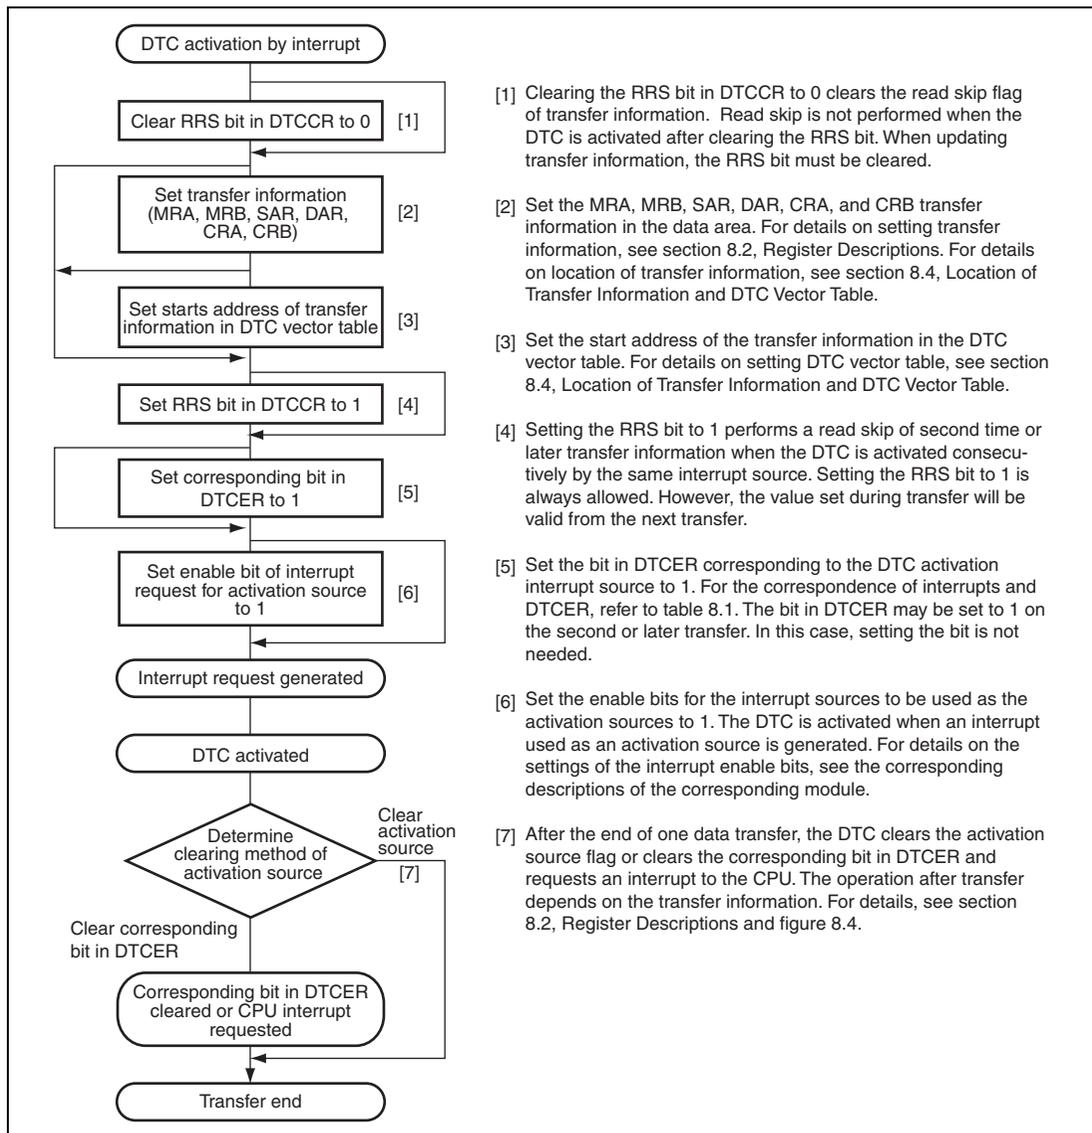 DTC activation by interrupt
Clear RRS bit in DTCCR to 0
[1]
Set transfer information
(MRA, MRB, SAR, DAR,
CRA, CRB)
[2]
Set starts address of transfer
information in DTC vector table
[3]
Set RRS bit in DTCCR to 1
[4]
Set corresponding bit in
DTCER to 1
[5]
Set enable bit of interrupt
request for activation source
to 1
[6]
Interrupt request generated
DTC activated
Determine
clearing method of
activation source
Clear
activation
source
[7]
Clear corresponding
bit in DTCER
Corresponding bit in DTCER
cleared or CPU interrupt
requested
Transfer end
[1] Clearing the RRS bit in DTCCR to 0 clears the read skip flag
of transfer information. Read skip is not performed when the
DTC is activated after clearing the RRS bit. When updating
transfer information, the RRS bit must be cleared.
[2] Set the MRA, MRB, SAR, DAR, CRA, and CRB transfer
information in the data area. For details on setting transfer
information, see section 8.2, Register Descriptions. For details
on location of transfer information, see section 8.4, Location of
Transfer Information and DTC Vector Table.
[3] Set the start address of the transfer information in the DTC
vector table. For details on setting DTC vector table, see section
8.4, Location of Transfer Information and DTC Vector Table.
[4] Setting the RRS bit to 1 performs a read skip of second time or
later transfer information when the DTC is activated consecu-
tively by the same interrupt source. Setting the RRS bit to 1 is
always allowed. However, the value set during transfer will be
valid from the next transfer.
[5] Set the bit in DTCER corresponding to the DTC activation
interrupt source to 1. For the correspondence of interrupts and
DTCER, refer to table 8.1. The bit in DTCER may be set to 1 on
the second or later transfer. In this case, setting the bit is not
needed.
[6] Set the enable bits for the interrupt sources to be used as the
activation sources to 1. The DTC is activated when an interrupt
used as an activation source is generated. For details on the
settings of the interrupt enable bits, see the corresponding
descriptions of the corresponding module.
[7] After the end of one data transfer, the DTC clears the activation
source flag or clears the corresponding bit in DTCER and
requests an interrupt to the CPU. The operation after transfer
depends on the transfer information. For details, see section
8.2, Register Descriptions and figure 8.4.